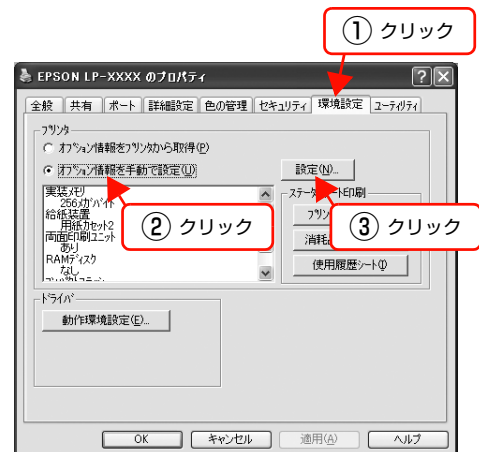 ① クリック
EPSON LP-XXXX のプロパティ
全般 共有 ポート 詳細設定 色の管理 セキュリティ 環境設定 ユーティリティ
プリンタ
オプション情報をプリンタから取得(P)
オプション情報を手動で設定(U)
設定(N)...
実装メモリ
256メガバイト
給紙装置
用紙カセット2
両面印刷ユニット
あり
RAMディスク
なし
② クリック
③ クリック
使用履歴シート(I)
ドライバ
動作環境設定(E)...
OK キャンセル 適用(A) ヘルプ